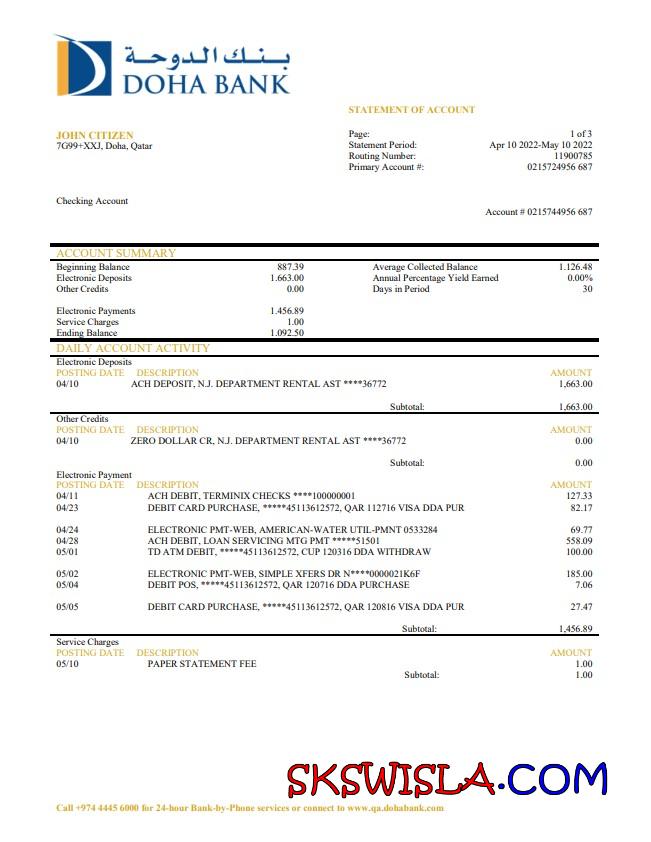 بنك الدوحة
DOHA BANK
STATEMENT OF ACCOUNT
JOHN CITIZEN
7G99+XXJ, Doha, Qatar
Page: 1 of 3
Statement Period: Apr 10 2022-May 10 2022
Routing Number: 11900785
Primary Account #: 0215724956 687
Checking Account
Account # 0215744956 687
ACCOUNT SUMMARY
Beginning Balance 887.39 Average Collected Balance 1.126.48
Electronic Deposits 1.663.00 Annual Percentage Yield Earned 0.00%
Other Credits 0.00 Days in Period 30
Electronic Payments 1.456.89
Service Charges 1.00
Ending Balance 1.092.50
DAILY ACCOUNT ACTIVITY
Electronic Deposits
POSTING DATE DESCRIPTION AMOUNT
04/10 ACH DEPOSIT, N.J. DEPARTMENT RENTAL AST ****36772 1,663.00
Subtotal: 1,663.00
Other Credits
POSTING DATE DESCRIPTION AMOUNT
04/10 ZERO DOLLAR CR, N.J. DEPARTMENT RENTAL AST ****36772 0.00
Subtotal: 0.00
Electronic Payment
POSTING DATE DESCRIPTION AMOUNT
04/11 ACH DEBIT, TERMINIX CHECKS ****100000001 127.33
04/23 DEBIT CARD PURCHASE, *****45113612572, QAR 112716 VISA DDA PUR 82.17
04/24 ELECTRONIC PMT-WEB, AMERICAN-WATER UTIL-PMNT 0533284 69.77
04/28 ACH DEBIT, LOAN SERVICING MTG PMT *****51501 558.09
05/01 TD ATM DEBIT, *****45113612572, CUP 120316 DDA WITHDRAW 100.00
05/02 ELECTRONIC PMT-WEB, SIMPLE XFERS DR N****0000021K6F 185.00
05/04 DEBIT POS, *****45113612572, QAR 120716 DDA PURCHASE 7.06
05/05 DEBIT CARD PURCHASE, *****45113612572, QAR 120816 VISA DDA PUR 27.47
Subtotal: 1,456.89
Service Charges
POSTING DATE DESCRIPTION AMOUNT
05/10 PAPER STATEMENT FEE 1.00
Subtotal: 1.00
SKSWISLA.COM
Call +974 4445 6000 for 24-hour Bank-by-Phone services or connect to www.qa.dohabank.com